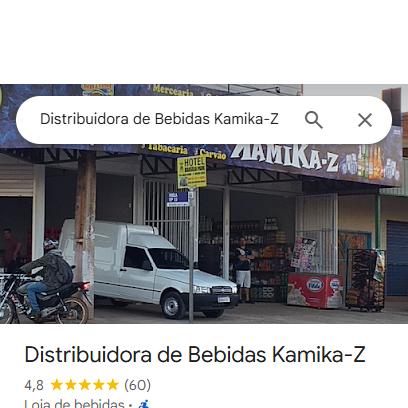 Mercearia
Distribuidora de Bebidas Kamika-Z
Tabacaria Carvão
KAMIKA-Z
HOTEL
Distribuidora de Bebidas Kamika-Z
4,8 (60)
Loja de bebidas ·